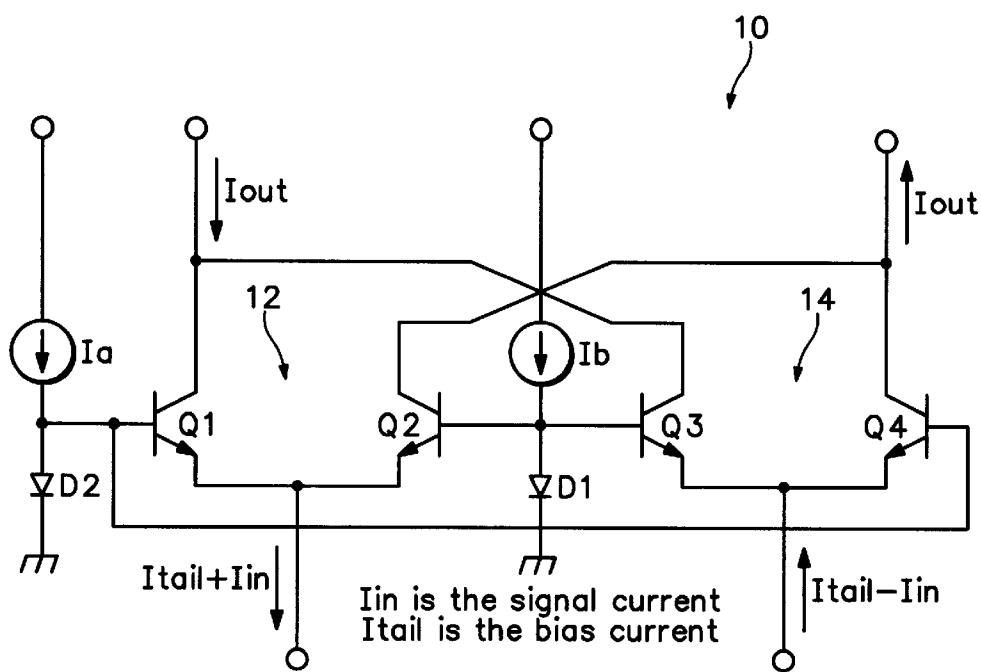 10
Iout
Iout
12
14
Ia
Ib
Q1
Q2
Q3
Q4
D2
D1
Itail+Iin
Itail–Iin
Iin is the signal current
Itail is the bias current